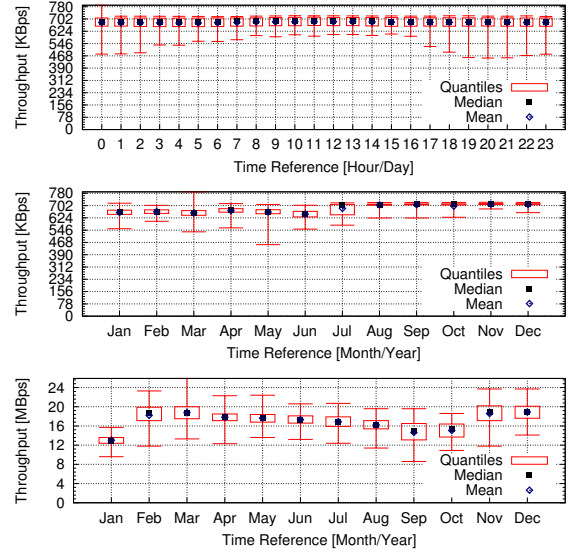 Throughput [KBps]
780
702
624
546
468
390
312
234
156
78
0
Quantiles
Median
Mean
0 1 2 3 4 5 6 7 8 9 10 11 12 13 14 15 16 17 18 19 20 21 22 23
Time Reference [Hour/Day]
Throughput [KBps]
780
702
624
546
468
390
312
234
156
78
0
Quantiles
Median
Mean
Jan Feb Mar Apr May Jun Jul Aug Sep Oct Nov Dec
Time Reference [Month/Year]
Throughput [MBps]
24
20
16
12
8
4
0
Quantiles
Median
Mean
Jan Feb Mar Apr May Jun Jul Aug Sep Oct Nov Dec
Time Reference [Month/Year]